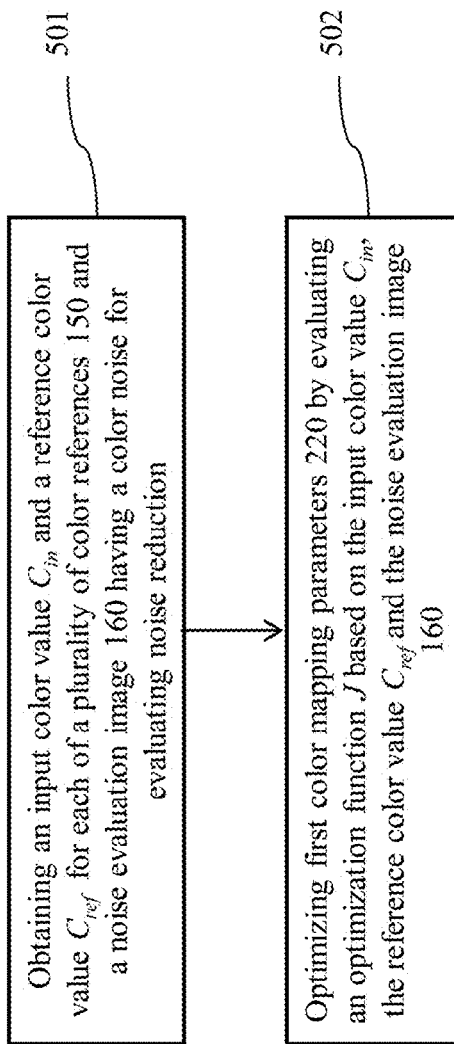 Obtaining an input color value C_in and a reference color
value C_ref for each of a plurality of color references 150 and
a noise evaluation image 160 having a color noise for
evaluating noise reduction
501
Optimizing first color mapping parameters 220 by evaluating
an optimization function J based on the input color value C_in,
the reference color value C_ref and the noise evaluation image
160
502